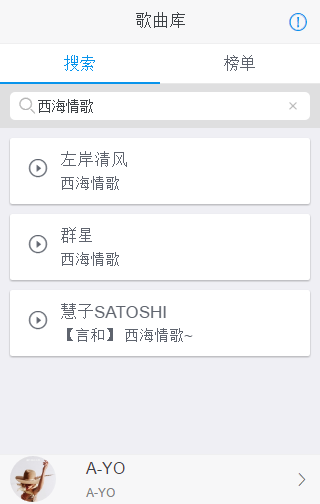 歌曲库
搜索
榜单
西海情歌
左岸清风
西海情歌
群星
西海情歌
慧子SATOSHI
【言和】 西海情歌~
A-YO
A-YO